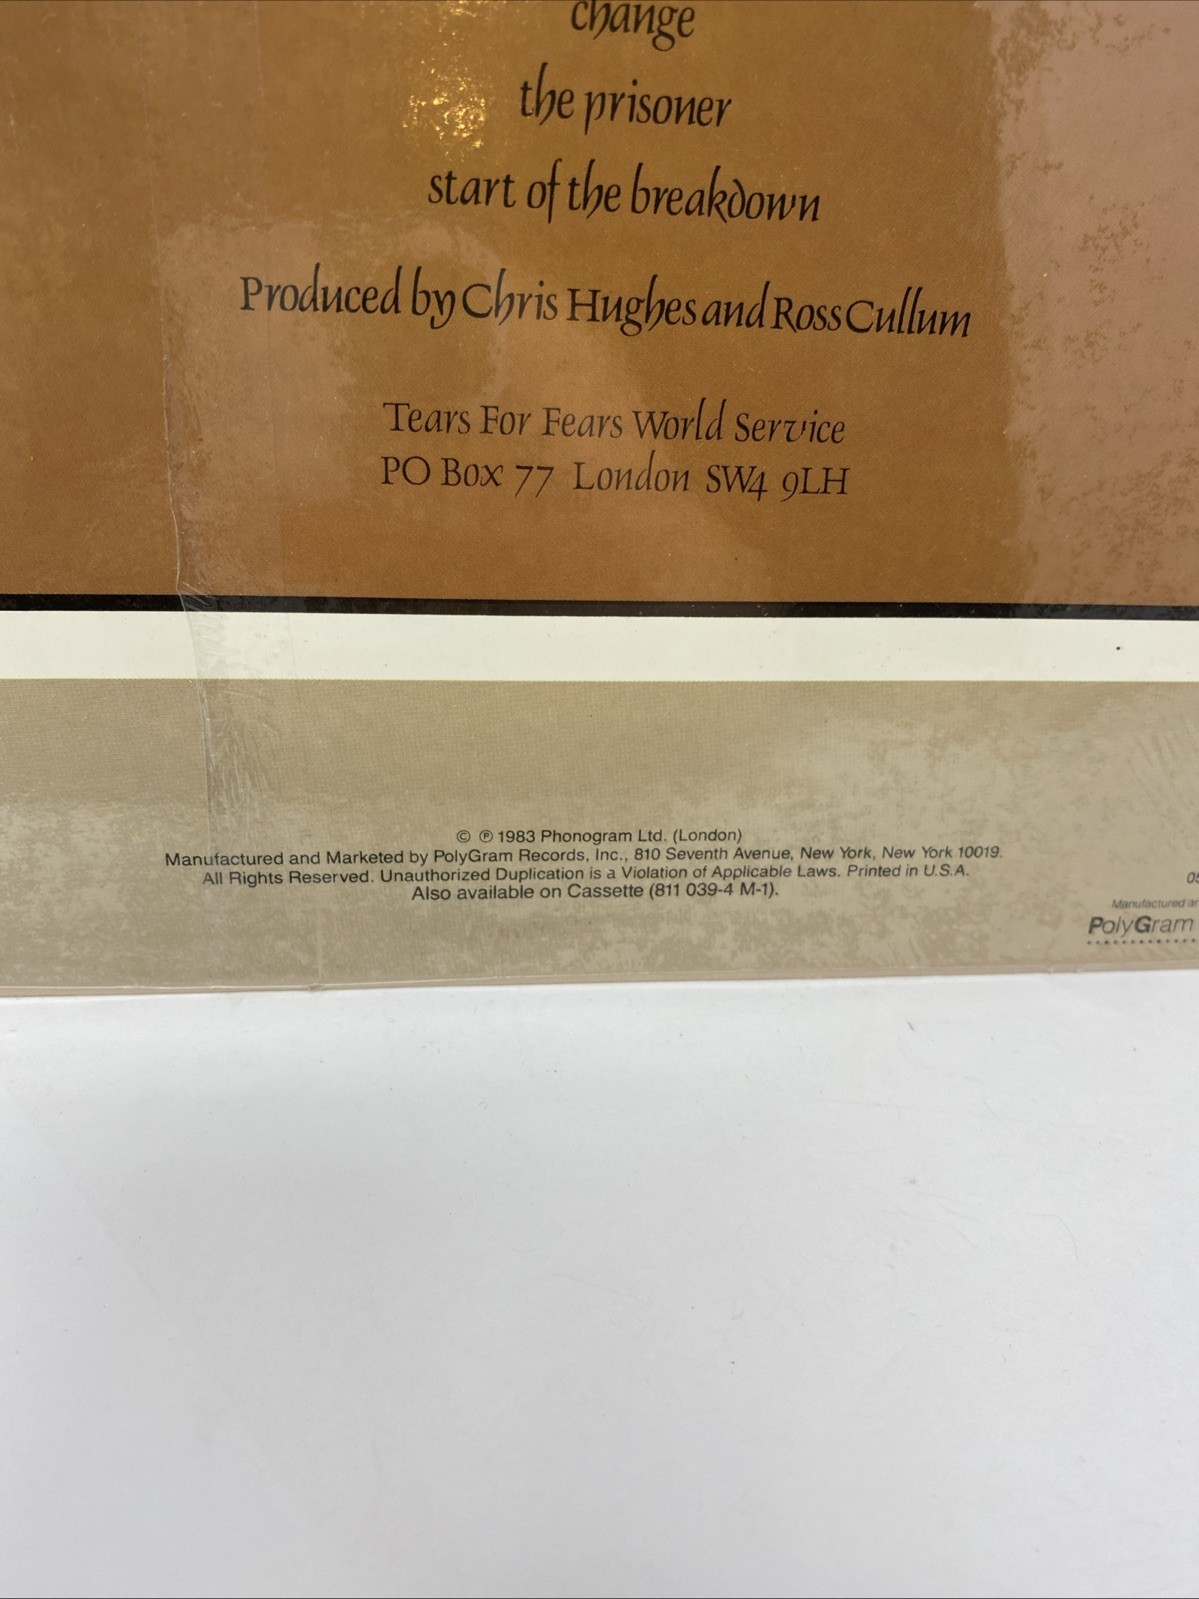 change
the prisoner
start of the breakdown
Produced by Chris Hughes and Ross Cullum
Tears For Fears World Service
PO Box 77 London SW4 9LH
© ℗ 1983 Phonogram Ltd. (London)
Manufactured and Marketed by PolyGram Records, Inc., 810 Seventh Avenue, New York, New York 10019.
All Rights Reserved. Unauthorized Duplication is a Violation of Applicable Laws. Printed in U.S.A.
Also available on Cassette (811 039-4 M-1).
Manufactured
PolyGram